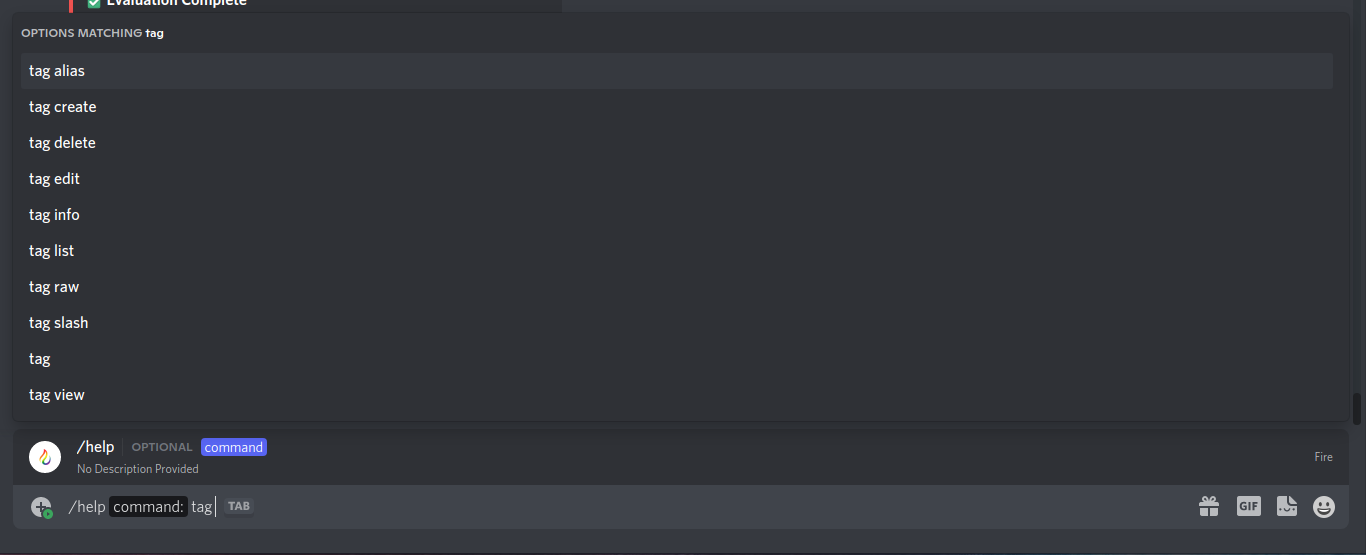 Evaluation Complete
OPTIONS MATCHING tag
tag alias
tag create
tag delete
tag edit
tag info
tag list
tag raw
tag slash
tag
tag view
/help OPTIONAL command
No Description Provided
Fire
/help command: tag TAB
GIF